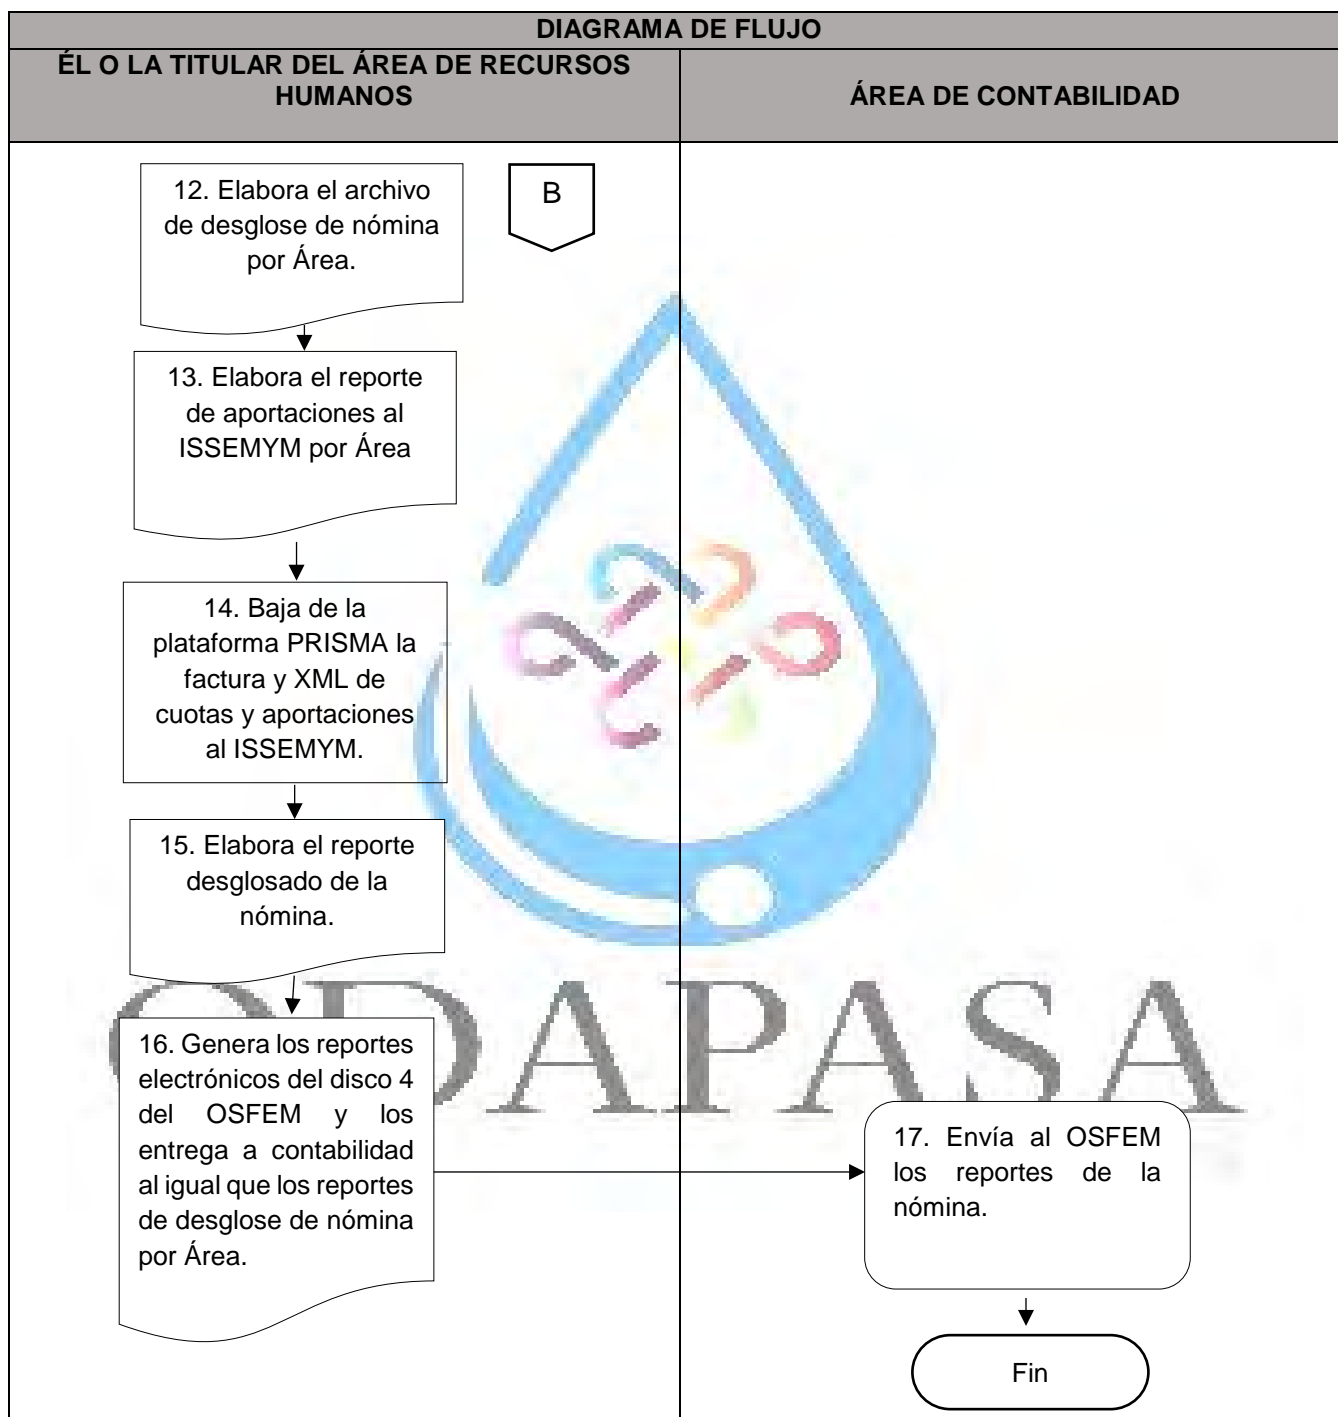 DIAGRAMA DE FLUJO
ÉL O LA TITULAR DEL ÁREA DE RECURSOS
HUMANOS
ÁREA DE CONTABILIDAD
12. Elabora el archivo
de desglose de nómina
por Área.
B
13. Elabora el reporte
de aportaciones al
ISSEMYM por Área
14. Baja de la
plataforma PRISMA la
factura y XML de
cuotas y aportaciones
al ISSEMYM.
15. Elabora el reporte
desglosado de la
nómina.
ODAPASA
16. Genera los reportes
electrónicos del disco 4
del OSFEM y los
entrega a contabilidad
al igual que los reportes
de desglose de nómina
por Área.
17. Envía al OSFEM
los reportes de la
nómina.
Fin